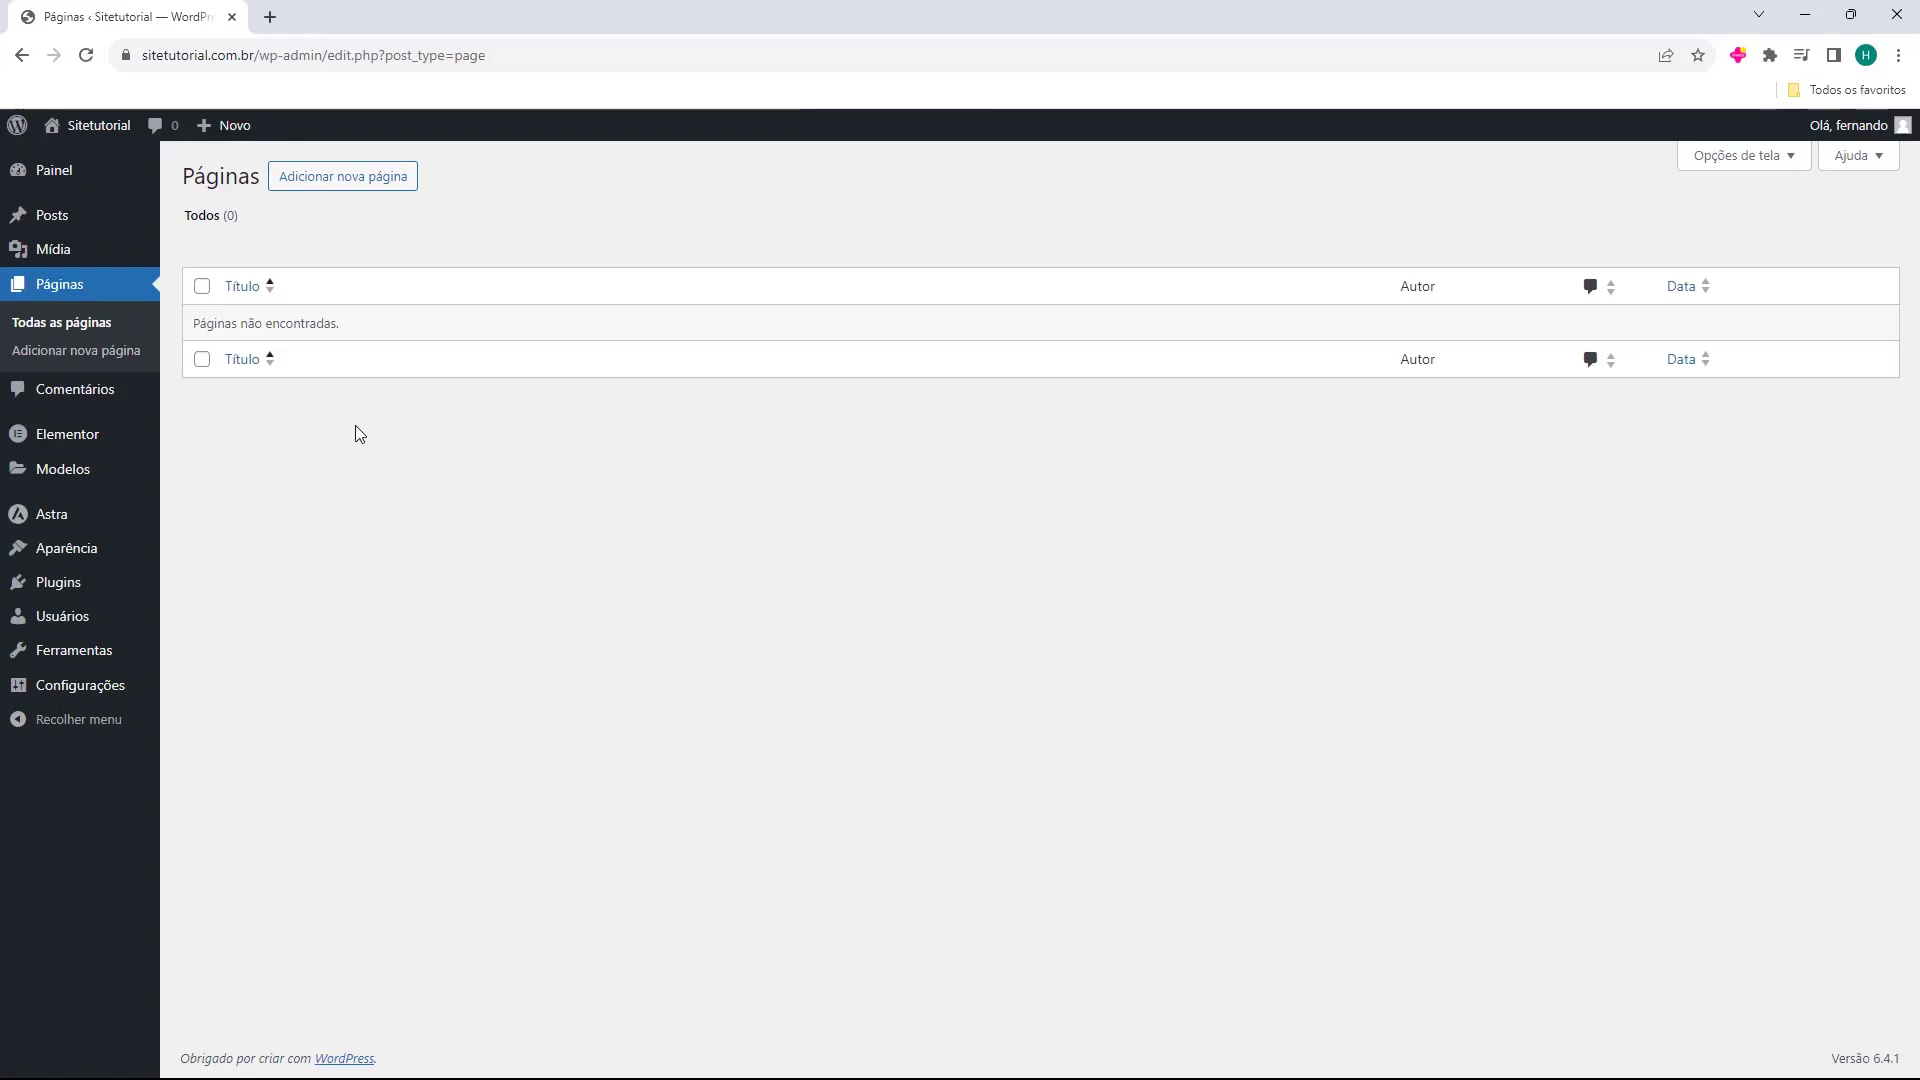 Páginas ‹ Sitetutorial — WordPr
sitetutorial.com.br/wp-admin/edit.php?post_type=page
H
Todos os favoritos
Sitetutorial
0
Novo
Olá, fernando
Painel
Posts
Mídia
Páginas
Todas as páginas
Adicionar nova página
Comentários
Elementor
Modelos
Astra
Aparência
Plugins
Usuários
Ferramentas
Configurações
Recolher menu
Opções de tela
Ajuda
Páginas
Adicionar nova página
Todos (0)
Título Autor Data
Páginas não encontradas.
Título Autor Data
Obrigado por criar com WordPress.
Versão 6.4.1